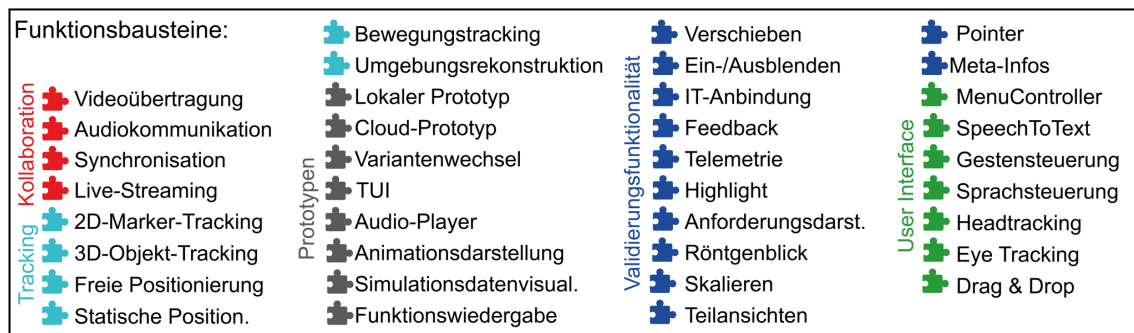 Funktionsbausteine:
Kollaboration
Videoübertragung
Audiokommunikation
Synchronisation
Live-Streaming
Tracking
2D-Marker-Tracking
3D-Objekt-Tracking
Freie Positionierung
Statische Position.
Bewegungstracking
Umgebungsrekonstruktion
Prototypen
Lokaler Prototyp
Cloud-Prototyp
Variantenwechsel
TUI
Audio-Player
Animationsdarstellung
Simulationsdatenvisual.
Funktionswiedergabe
Validierungsfunktionalität
Verschieben
Ein-/Ausblenden
IT-Anbindung
Feedback
Telemetrie
Highlight
Anforderungsdarst.
Röntgenblick
Skalieren
Teilansichten
Pointer
Meta-Infos
User Interface
MenuController
SpeechToText
Gestensteuerung
Sprachsteuerung
Headtracking
Eye Tracking
Drag & Drop